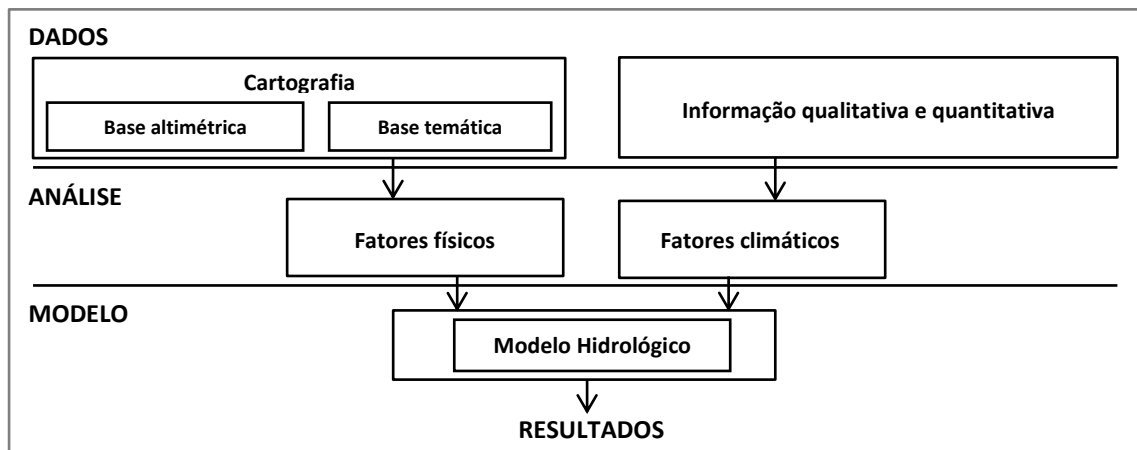 DADOS
Cartografia
Base altimétrica
Base temática
Informação qualitativa e quantitativa
ANÁLISE
Fatores físicos
Fatores climáticos
MODELO
Modelo Hidrológico
RESULTADOS